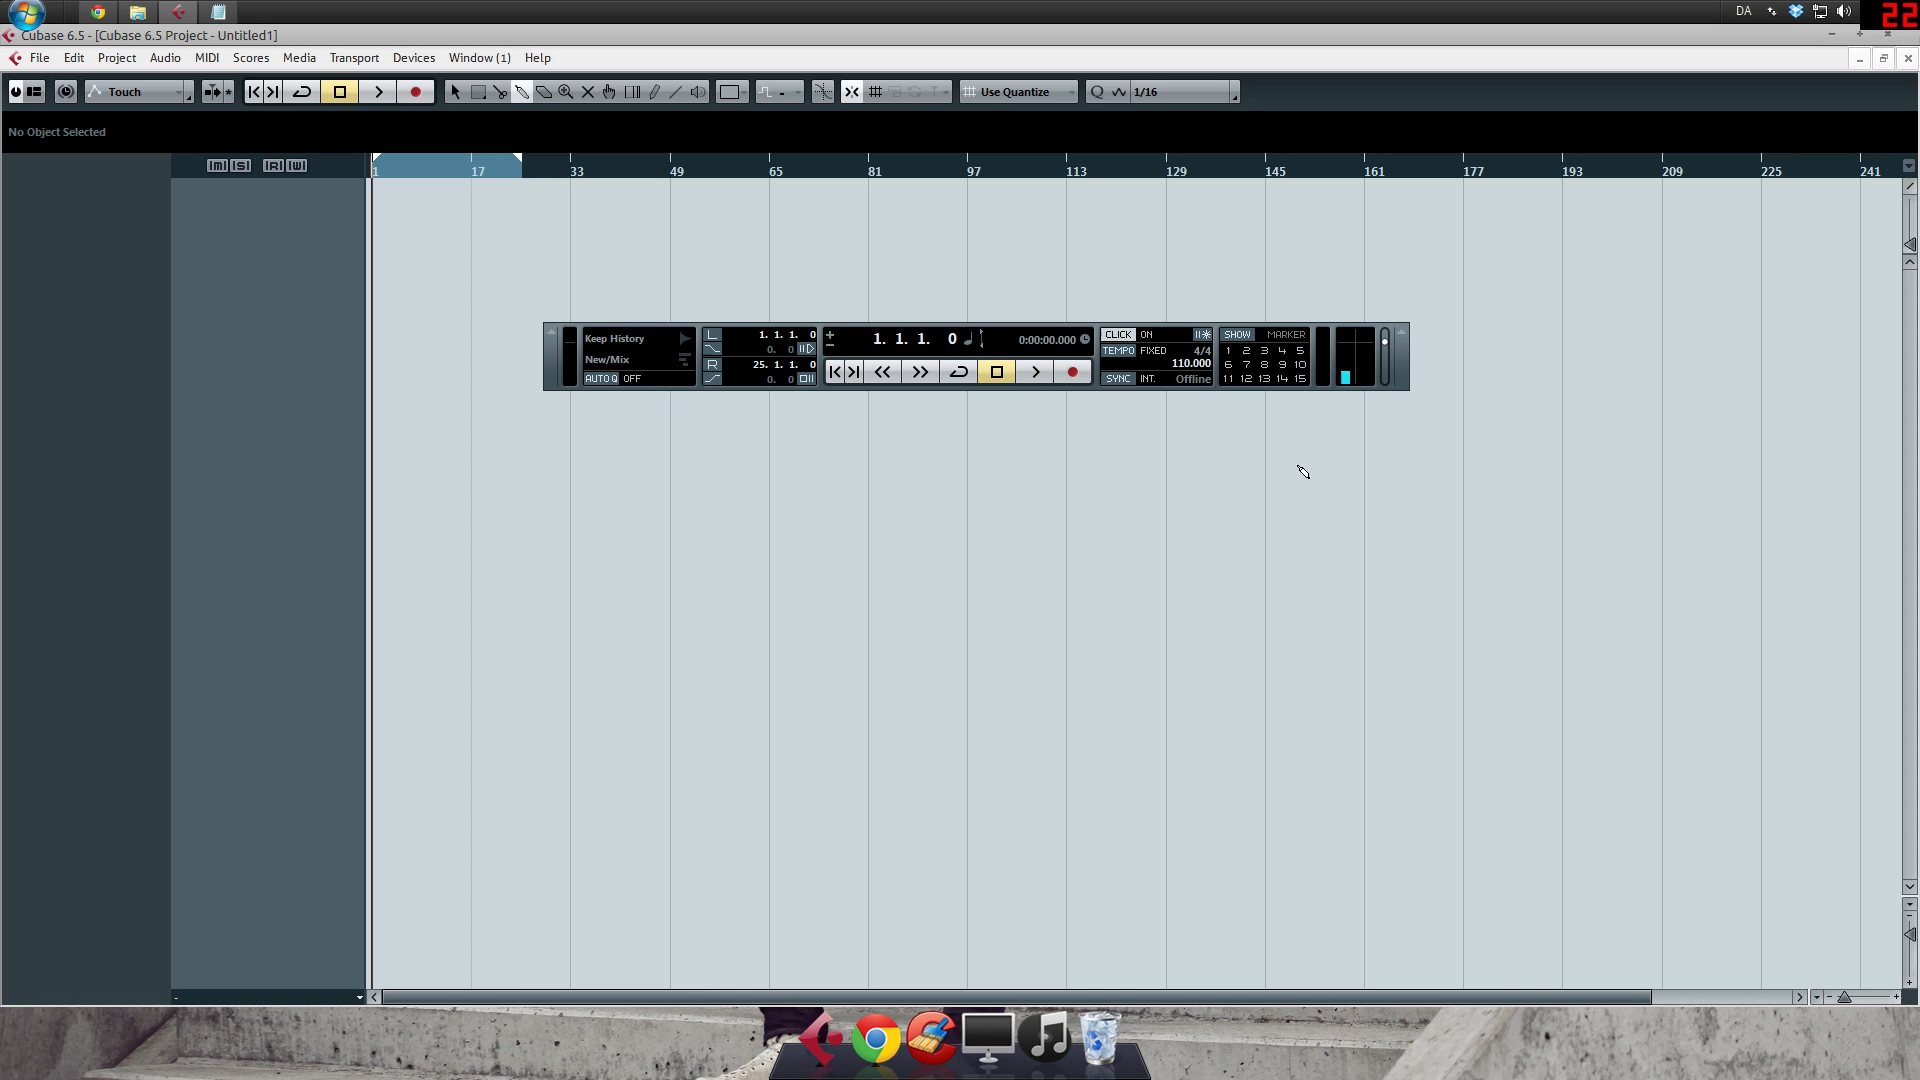 DA
22
Cubase 6.5 - [Cubase 6.5 Project - Untitled1]
File Edit Project Audio MIDI Scores Media Transport Devices Window (1) Help
Touch
Use Quantize
1/16
No Object Selected
M S R W
1 17 33 49 65 81 97 113 129 145 161 177 193 209 225 241
Keep History
New/Mix
AUTO Q OFF
L 1. 1. 1. 0
0. 0
R 25. 1. 1. 0
0. 0
1. 1. 1. 0
0:00:00.000
CLICK ON
TEMPO FIXED 4/4
110.000
SYNC INT. Offline
SHOW MARKER
1 2 3 4 5
6 7 8 9 10
11 12 13 14 15